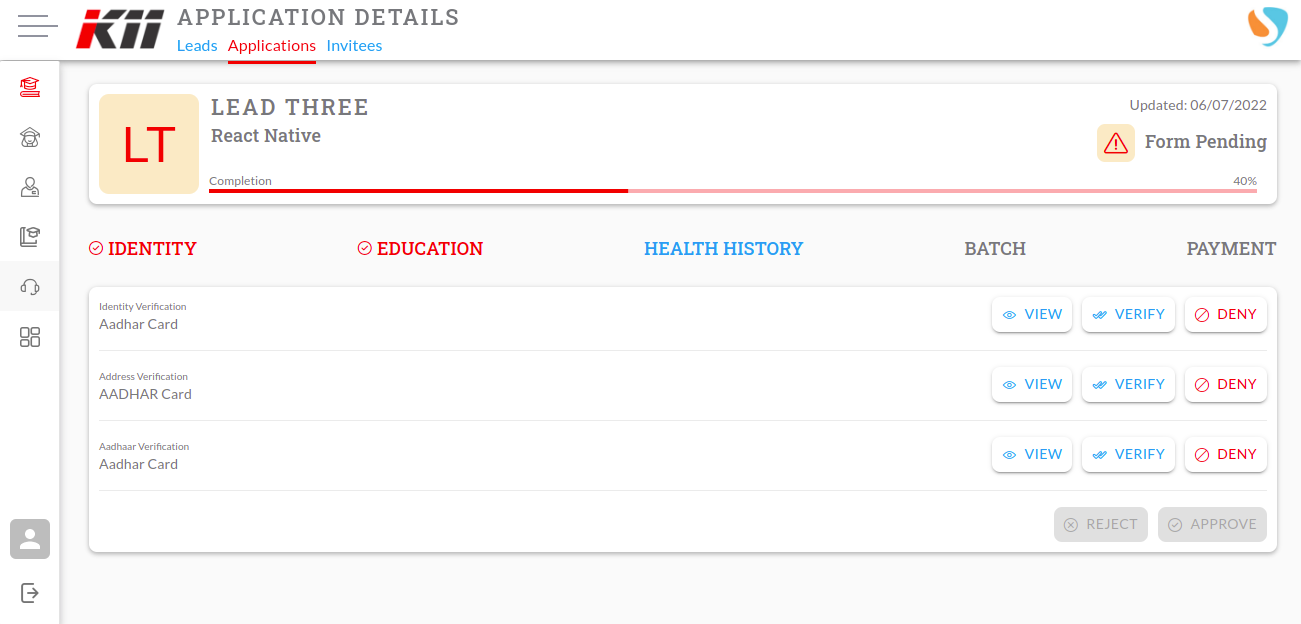 KII
APPLICATION DETAILS
Leads Applications Invitees
LT
LEAD THREE
React Native
Updated: 06/07/2022
Form Pending
Completion 40%
IDENTITY EDUCATION HEALTH HISTORY BATCH PAYMENT
Identity Verification
Aadhar Card
VIEW VERIFY DENY
Address Verification
AADHAR Card
VIEW VERIFY DENY
Aadhaar Verification
Aadhar Card
VIEW VERIFY DENY
REJECT APPROVE